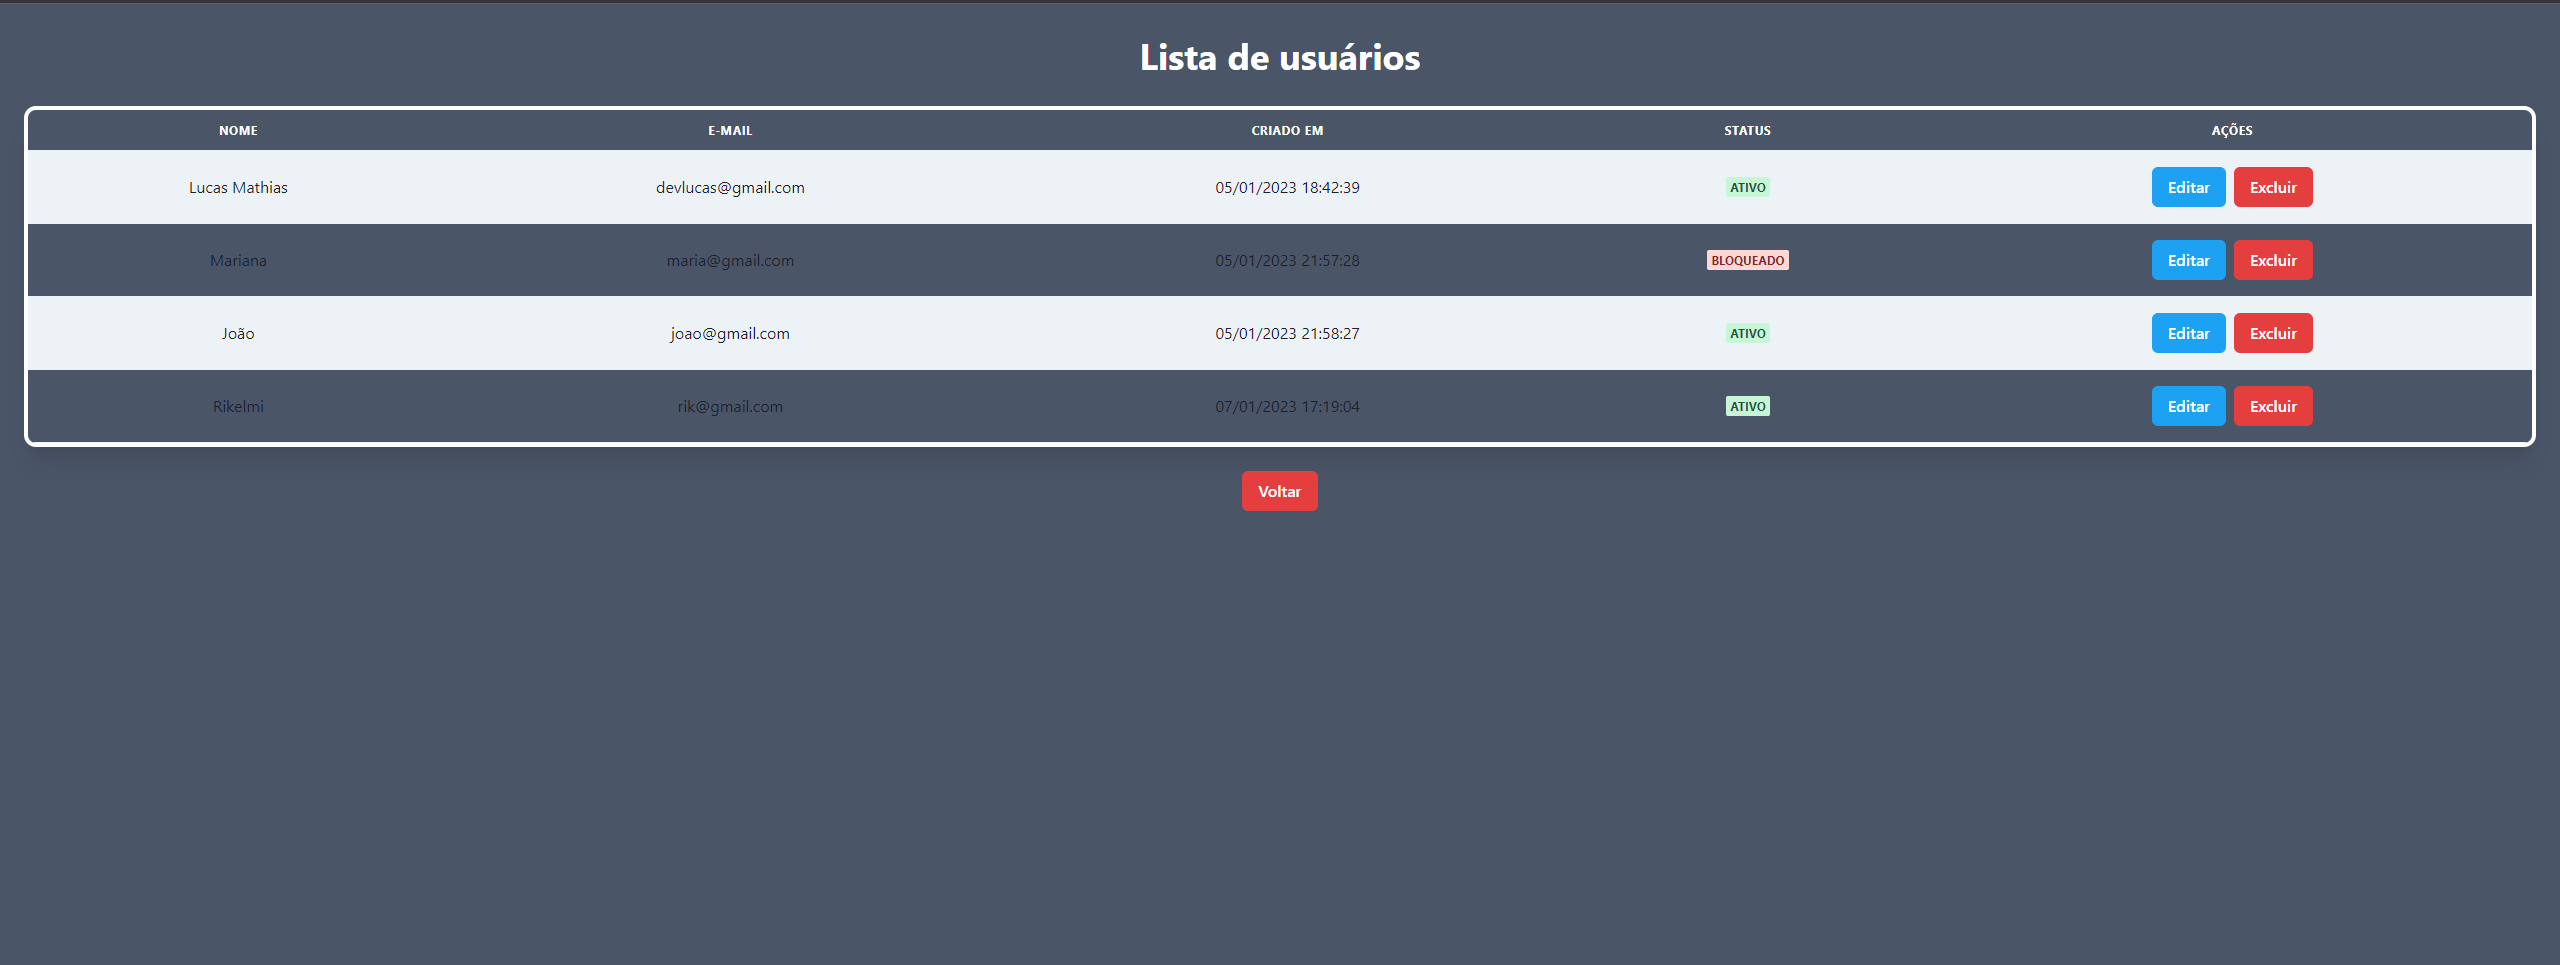 Lista de usuários
NOME E-MAIL CRIADO EM STATUS AÇÕES
Lucas Mathias devlucas@gmail.com 05/01/2023 18:42:39 ATIVO Editar Excluir
Mariana maria@gmail.com 05/01/2023 21:57:28 BLOQUEADO Editar Excluir
João joao@gmail.com 05/01/2023 21:58:27 ATIVO Editar Excluir
Rikelmi rik@gmail.com 07/01/2023 17:19:04 ATIVO Editar Excluir
Voltar